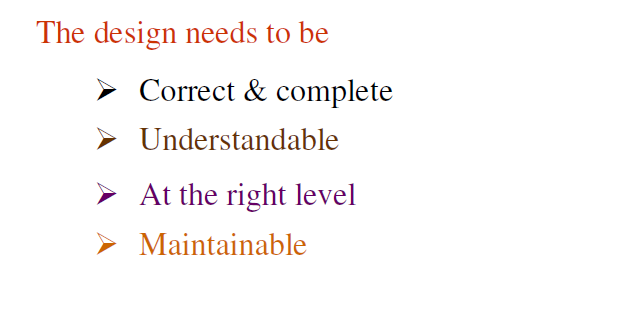 The design needs to be
➢ Correct & complete
➢ Understandable
➢ At the right level
➢ Maintainable